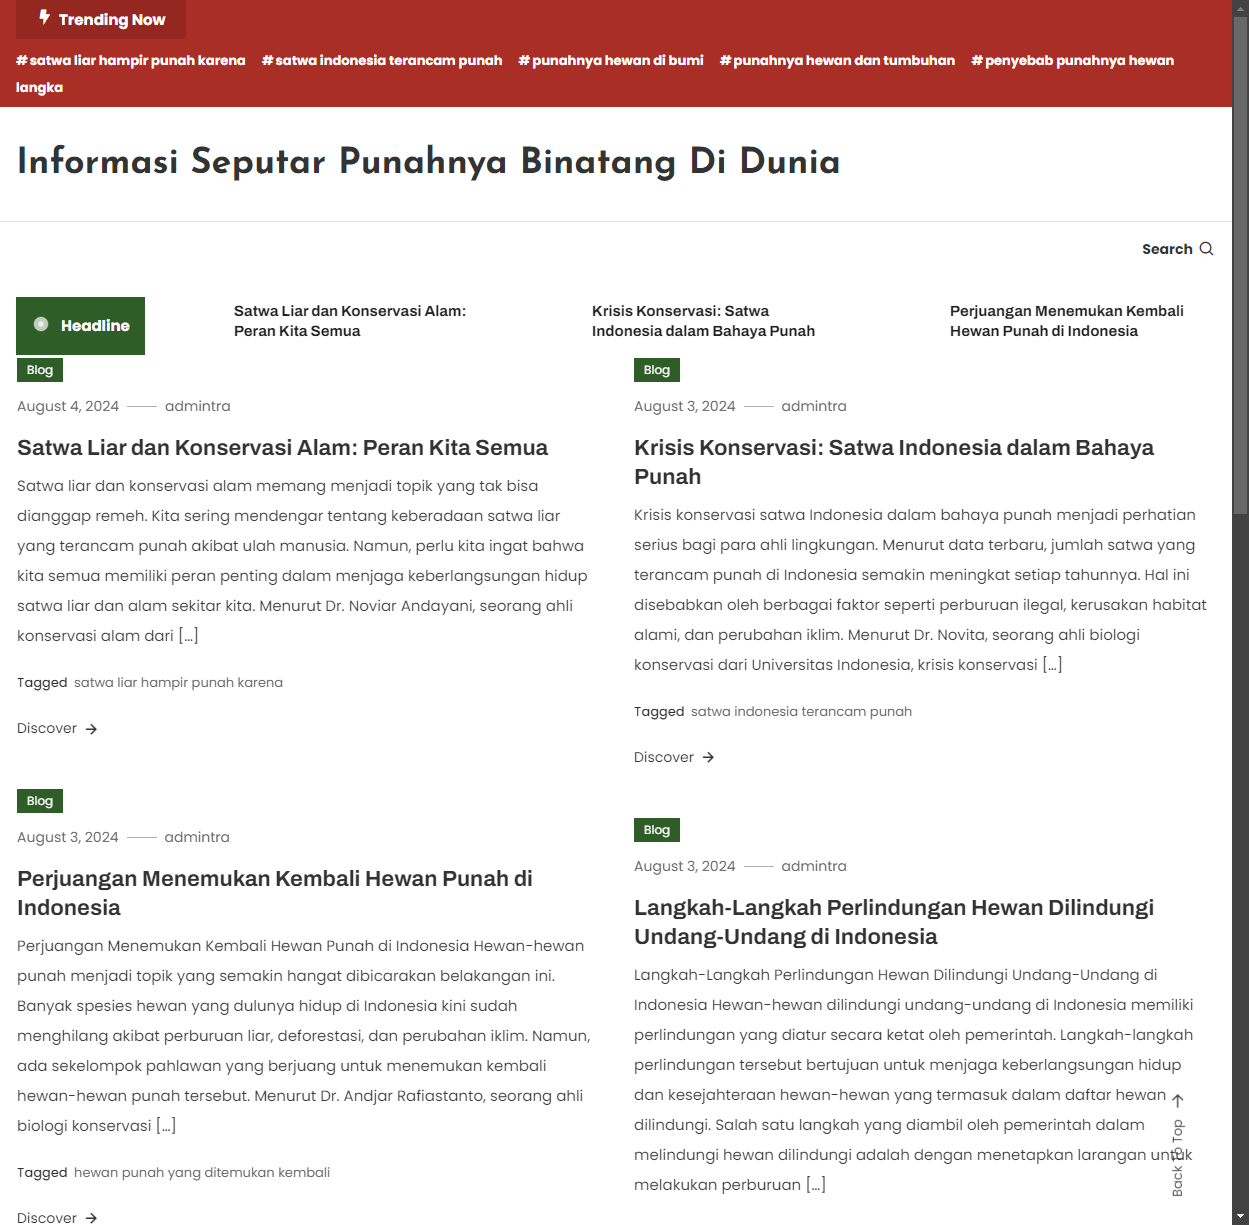 Trending Now
#satwa liar hampir punah karena #satwa indonesia terancam punah #punahnya hewan di bumi #punahnya hewan dan tumbuhan #penyebab punahnya hewan
langka
Informasi Seputar Punahnya Binatang Di Dunia
Search
Headline
Satwa Liar dan Konservasi Alam:
Peran Kita Semua
Krisis Konservasi: Satwa
Indonesia dalam Bahaya Punah
Perjuangan Menemukan Kembali
Hewan Punah di Indonesia
Blog
August 4, 2024 admintra
Satwa Liar dan Konservasi Alam: Peran Kita Semua
Satwa liar dan konservasi alam memang menjadi topik yang tak bisa
dianggap remeh. Kita sering mendengar tentang keberadaan satwa liar
yang terancam punah akibat ulah manusia. Namun, perlu kita ingat bahwa
kita semua memiliki peran penting dalam menjaga keberlangsungan hidup
satwa liar dan alam sekitar kita. Menurut Dr. Noviar Andayani, seorang ahli
konservasi alam dari […]
Tagged satwa liar hampir punah karena
Discover
Blog
August 3, 2024 admintra
Krisis Konservasi: Satwa Indonesia dalam Bahaya
Punah
Krisis konservasi satwa Indonesia dalam bahaya punah menjadi perhatian
serius bagi para ahli lingkungan. Menurut data terbaru, jumlah satwa yang
terancam punah di Indonesia semakin meningkat setiap tahunnya. Hal ini
disebabkan oleh berbagai faktor seperti perburuan ilegal, kerusakan habitat
alami, dan perubahan iklim. Menurut Dr. Novita, seorang ahli biologi
konservasi dari Universitas Indonesia, krisis konservasi […]
Tagged satwa indonesia terancam punah
Discover
Blog
August 3, 2024 admintra
Perjuangan Menemukan Kembali Hewan Punah di
Indonesia
Perjuangan Menemukan Kembali Hewan Punah di Indonesia Hewan-hewan
punah menjadi topik yang semakin hangat dibicarakan belakangan ini.
Banyak spesies hewan yang dulunya hidup di Indonesia kini sudah
menghilang akibat perburuan liar, deforestasi, dan perubahan iklim. Namun,
ada sekelompok pahlawan yang berjuang untuk menemukan kembali
hewan-hewan punah tersebut. Menurut Dr. Andjar Rafiastanto, seorang ahli
biologi konservasi […]
Tagged hewan punah yang ditemukan kembali
Discover
Blog
August 3, 2024 admintra
Langkah-Langkah Perlindungan Hewan Dilindungi
Undang-Undang di Indonesia
Langkah-Langkah Perlindungan Hewan Dilindungi Undang-Undang di
Indonesia Hewan-hewan dilindungi undang-undang di Indonesia memiliki
perlindungan yang diatur secara ketat oleh pemerintah. Langkah-langkah
perlindungan tersebut bertujuan untuk menjaga keberlangsungan hidup
dan kesejahteraan hewan-hewan yang termasuk dalam daftar hewan
dilindungi. Salah satu langkah yang diambil oleh pemerintah dalam
melindungi hewan dilindungi adalah dengan menetapkan larangan untuk
melakukan perburuan […]
Back To Top